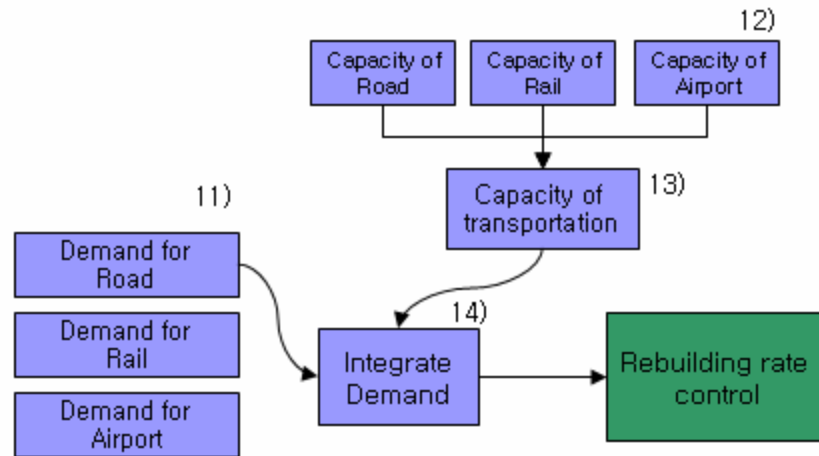 12)
Capacity of
Road
Capacity of
Rail
Capacity of
Airport
Capacity of
transportation
13)
11)
Demand for
Road
Demand for
Rail
Demand for
Airport
14)
Integrate
Demand
Rebuilding rate
control